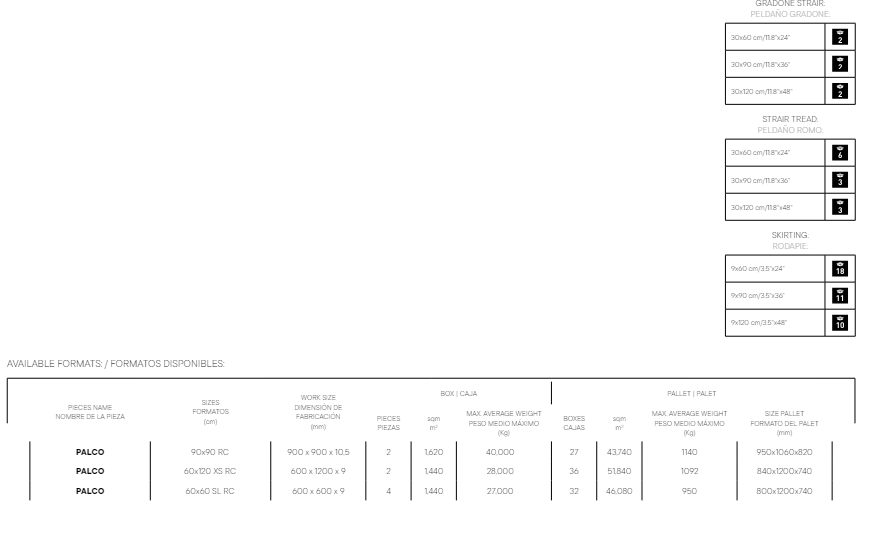 GRADONE STRAIR.
PELDAÑO GRADONE.
30x60 cm/11.8"x24" 2
30x90 cm/11.8"x36" 2
30x120 cm/11.8"x48" 2
STRAIR TREAD.
PELDAÑO ROMO.
30x60 cm/11.8"x24" 6
30x90 cm/11.8"x36" 3
30x120 cm/11.8"x48" 3
SKIRTING.
RODAPIE.
9x60 cm/3.5"x24" 18
9x90 cm/3.5"x36" 11
9x120 cm/3.5"x48" 10
AVAILABLE FORMATS: / FORMATOS DISPONIBLES:
BOX | CAJA
PALLET | PALET
PIECES NAME
NOMBRE DE LA PIEZA
SIZES
FORMATOS
(cm)
WORK SIZE
DIMENSIÓN DE
FABRICACIÓN
(mm)
PIECES
PIEZAS
sqm
m²
MAX. AVERAGE WEIGHT
PESO MEDIO MÁXIMO
(Kg)
BOXES
CAJAS
sqm
m²
MAX. AVERAGE WEIGHT
PESO MEDIO MÁXIMO
(Kg)
SIZE PALLET
FORMATO DEL PALET
(mm)
PALCO 90x90 RC 900 x 900 x 10.5 2 1.620 40.000 27 43.740 1140 950x1060x820
PALCO 60x120 XS RC 600 x 1200 x 9 2 1.440 28.000 36 51.840 1092 840x1200x740
PALCO 60x60 SL RC 600 x 600 x 9 4 1.440 27.000 32 46.080 950 800x1200x740